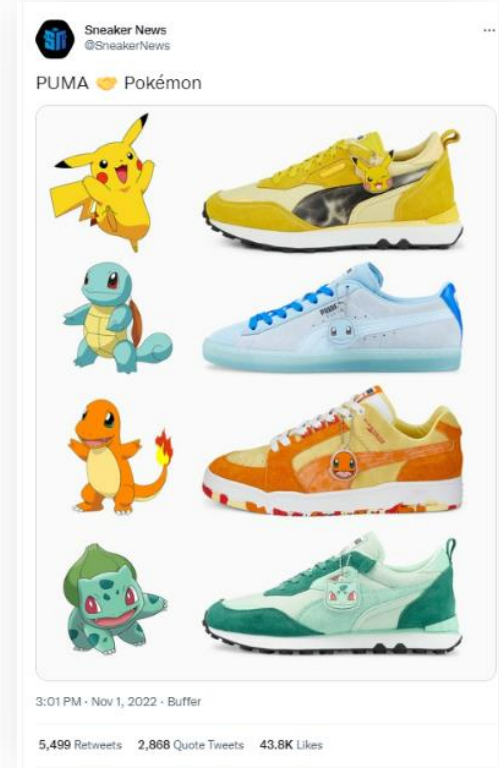 Sneaker News
@SneakerNews
PUMA 🤝 Pokémon
3:01 PM · Nov 1, 2022 · Buffer
5,499 Retweets 2,868 Quote Tweets 43.8K Likes